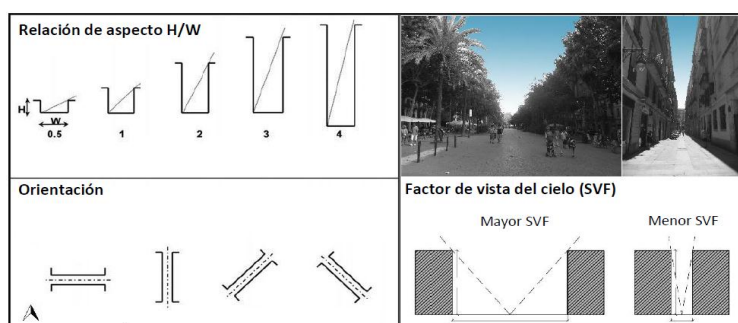 Relación de aspecto H/W
H
W
0.5
1
2
3
4
Orientación
Factor de vista del cielo (SVF)
Mayor SVF
Menor SVF